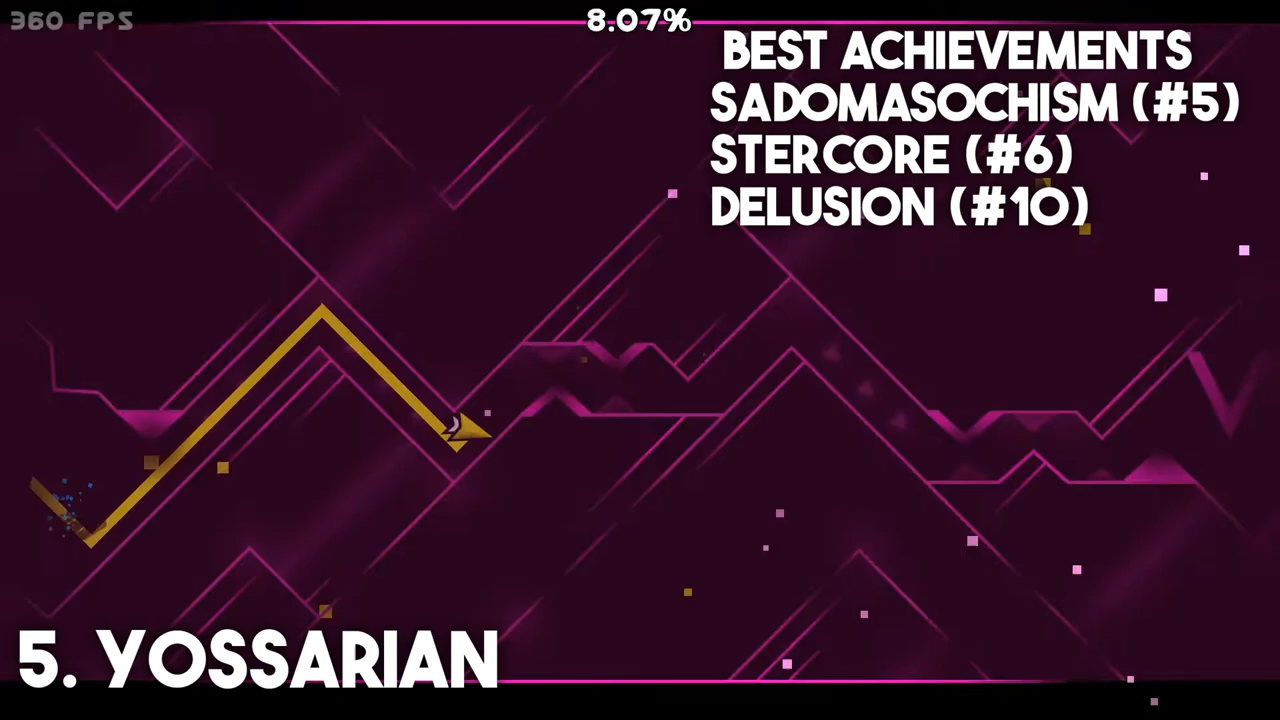 360 FPS
8.07%
BEST ACHIEVEMENTS
SADOMASOCHISM (#5)
STERCORE (#6)
DELUSION (#10)
5. YOSSARIAN